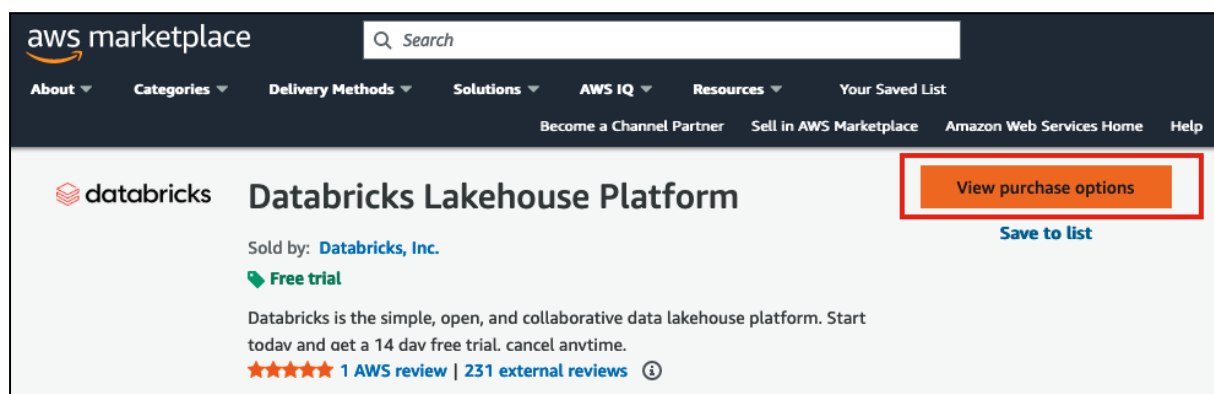 aws marketplace
Search
About
Categories
Delivery Methods
Solutions
AWS IQ
Resources
Your Saved List
Become a Channel Partner
Sell in AWS Marketplace
Amazon Web Services Home
Help
databricks
Databricks Lakehouse Platform
View purchase options
Save to list
Sold by: Databricks, Inc.
Free trial
Databricks is the simple, open, and collaborative data lakehouse platform. Start
today and get a 14 day free trial, cancel anytime.
1 AWS review | 231 external reviews